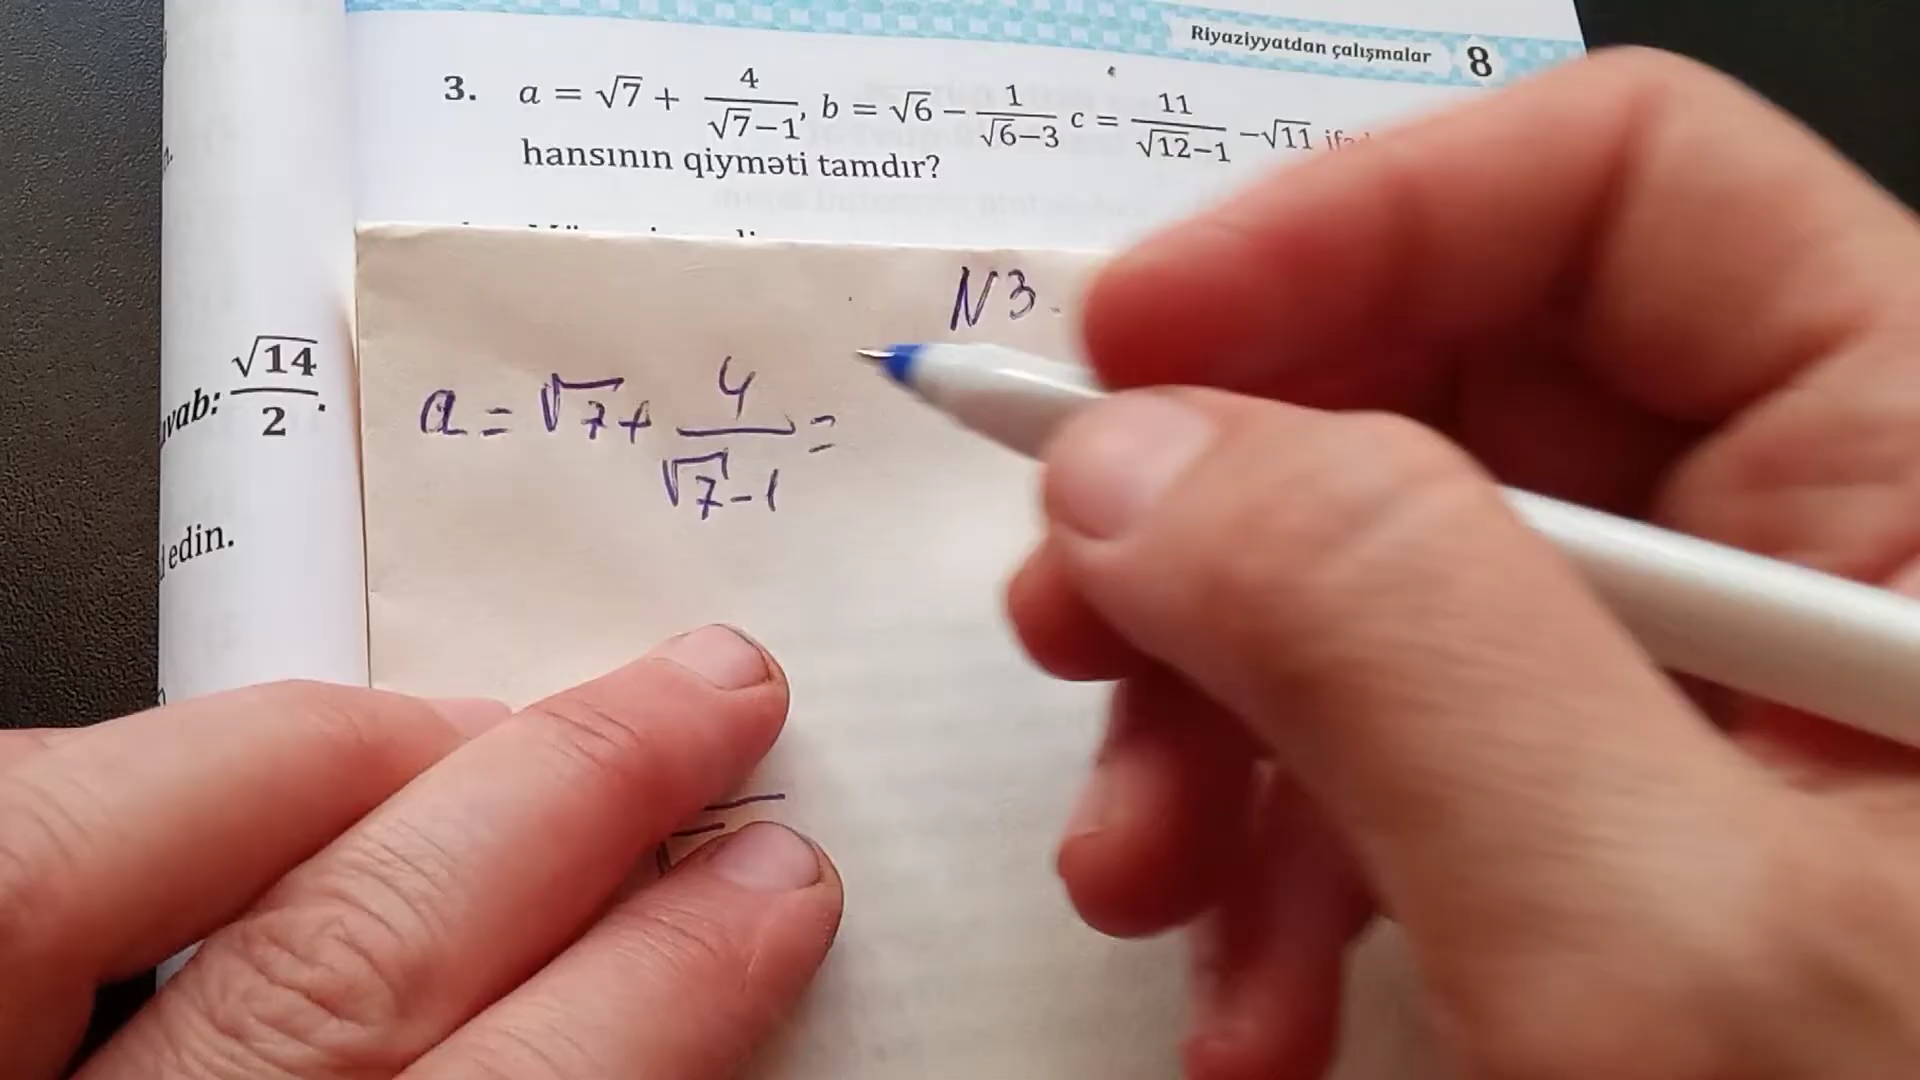 Riyaziyyatdan çalışmalar 8
3. a = √7 + 4/(√7−1), b = √6 − 1/(√6−3) c = 11/(√12−1) −√11
hansının qiyməti tamdır?
N3.
a = √7 + 4/(√7−1) =
√14/2.
edin.